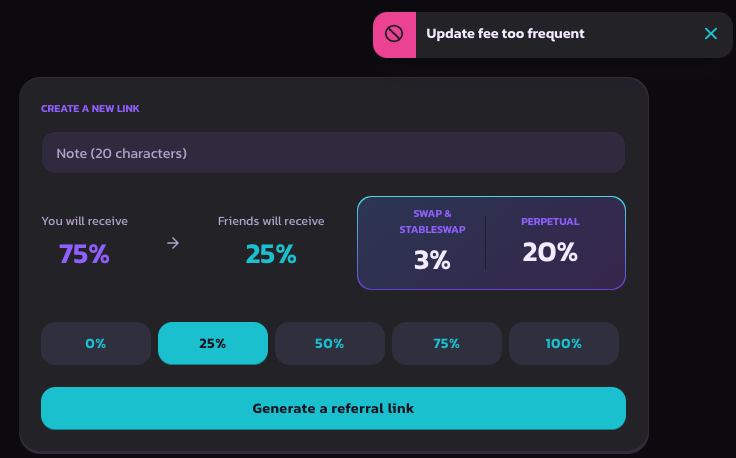 Update fee too frequent
CREATE A NEW LINK
Note (20 characters)
You will receive
75%
Friends will receive
25%
SWAP &
STABLESWAP
3%
PERPETUAL
20%
0%
25%
50%
75%
100%
Generate a referral link